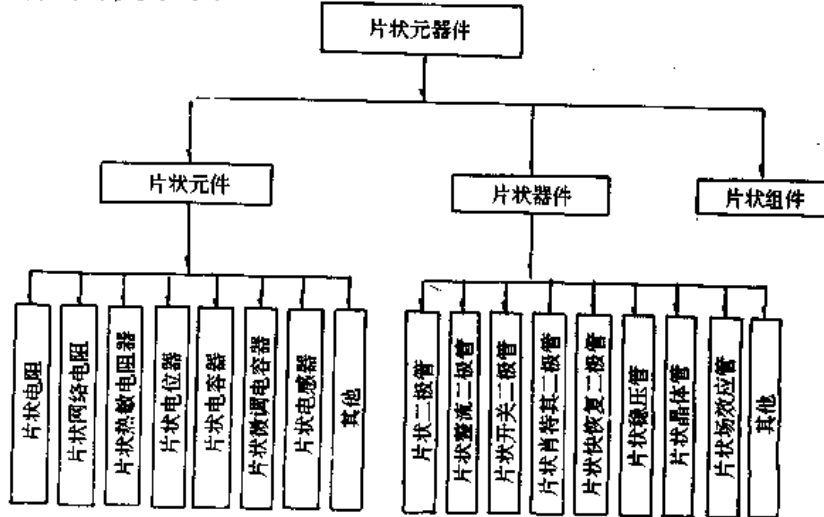 片状元器件
片状元件
片状器件
片状组件
片状电阻
片状网络电阻
片状热敏电阻器
片状电位器
片状电容器
片状微调电容器
片状电感器
其他
片状二极管
片状整流二极管
片状开关二极管
片状肖特其二极管
片状快恢复二极管
片状稳压管
片状晶体管
片状场效应管
其他